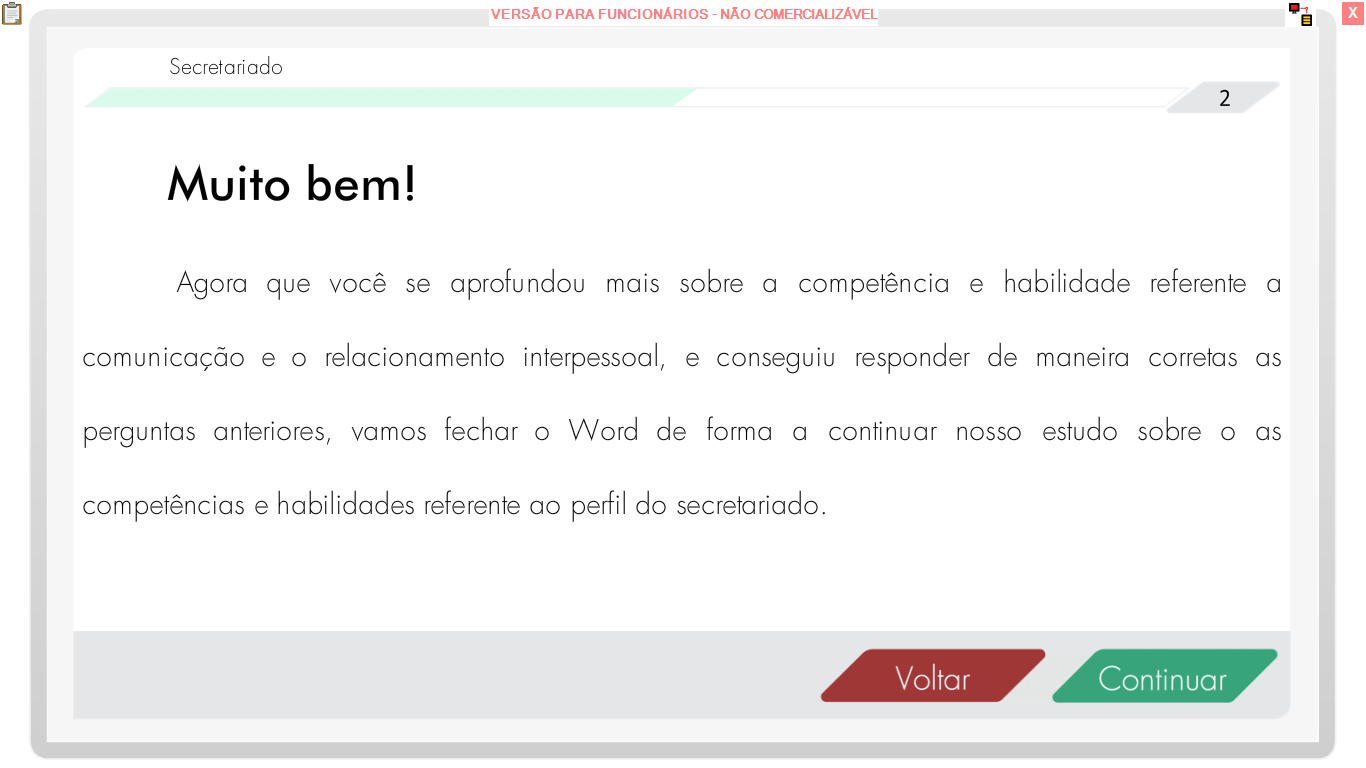 VERSÃO PARA FUNCIONÁRIOS - NÃO COMERCIALIZÁVEL
X
Secretariado
2
Muito bem!
Agora que você se aprofundou mais sobre a competência e habilidade referente a
comunicação e o relacionamento interpessoal, e conseguiu responder de maneira corretas as
perguntas anteriores, vamos fechar o Word de forma a continuar nosso estudo sobre o as
competências e habilidades referente ao perfil do secretariado.
Voltar
Continuar